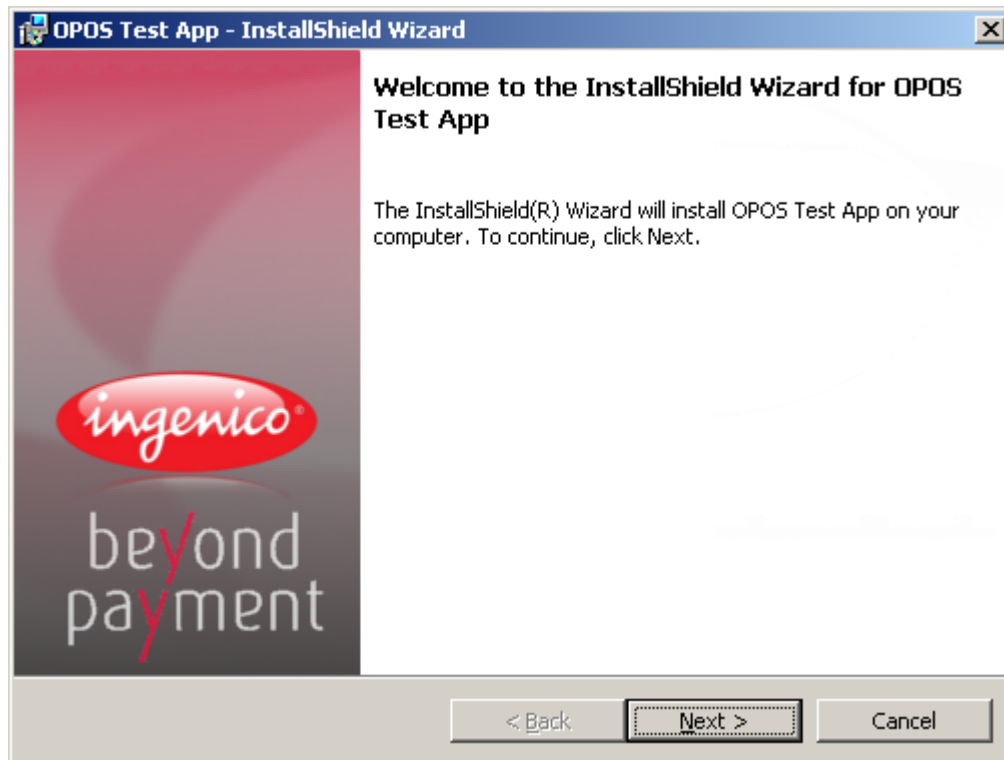 OPOS Test App - InstallShield Wizard
Welcome to the InstallShield Wizard for OPOS
Test App
The InstallShield(R) Wizard will install OPOS Test App on your
computer. To continue, click Next.
ingenico®
beyond
payment
< Back
Next >
Cancel